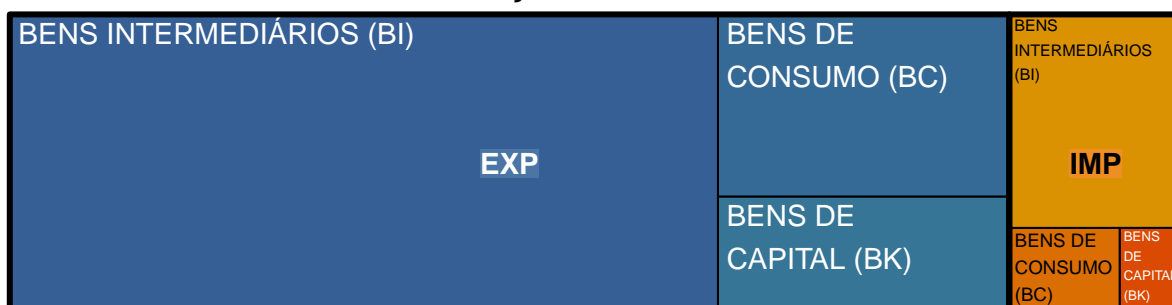 BENS INTERMEDIÁRIOS (BI)
EXP
BENS DE
CONSUMO (BC)
BENS DE
CAPITAL (BK)
BENS
INTERMEDIÁRIOS
(BI)
IMP
BENS DE
CONSUMO
(BC)
BENS
DE
CAPITAL
(BK)